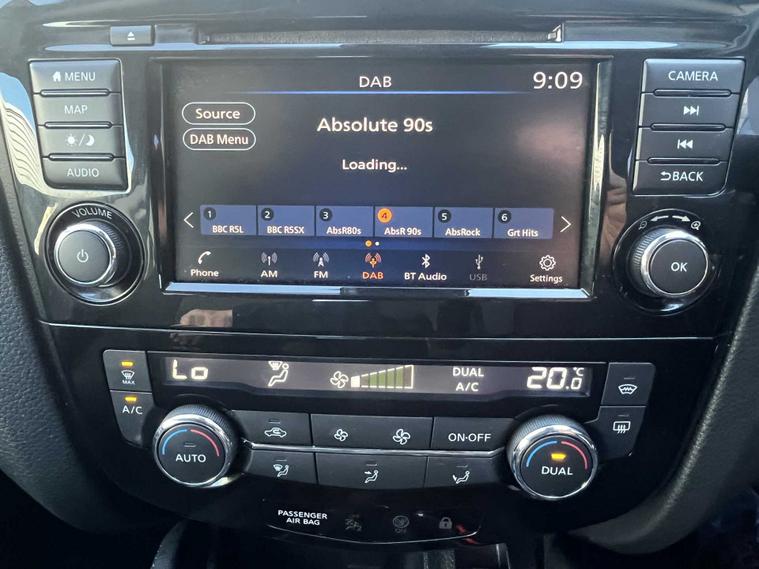 MENU
MAP
AUDIO
VOLUME
DAB
9:09
Source
DAB Menu
Absolute 90s
Loading...
1 BBC R5L
2 BBC R5SX
3 AbsR80s
4 AbsR 90s
5 AbsRock
6 Grt Hits
Phone
AM
FM
DAB
BT Audio
USB
Settings
CAMERA
BACK
OK
MAX
A/C
Lo
DUAL
A/C
20.0
°C
AUTO
ON·OFF
DUAL
PASSENGER
AIR BAG
OFF